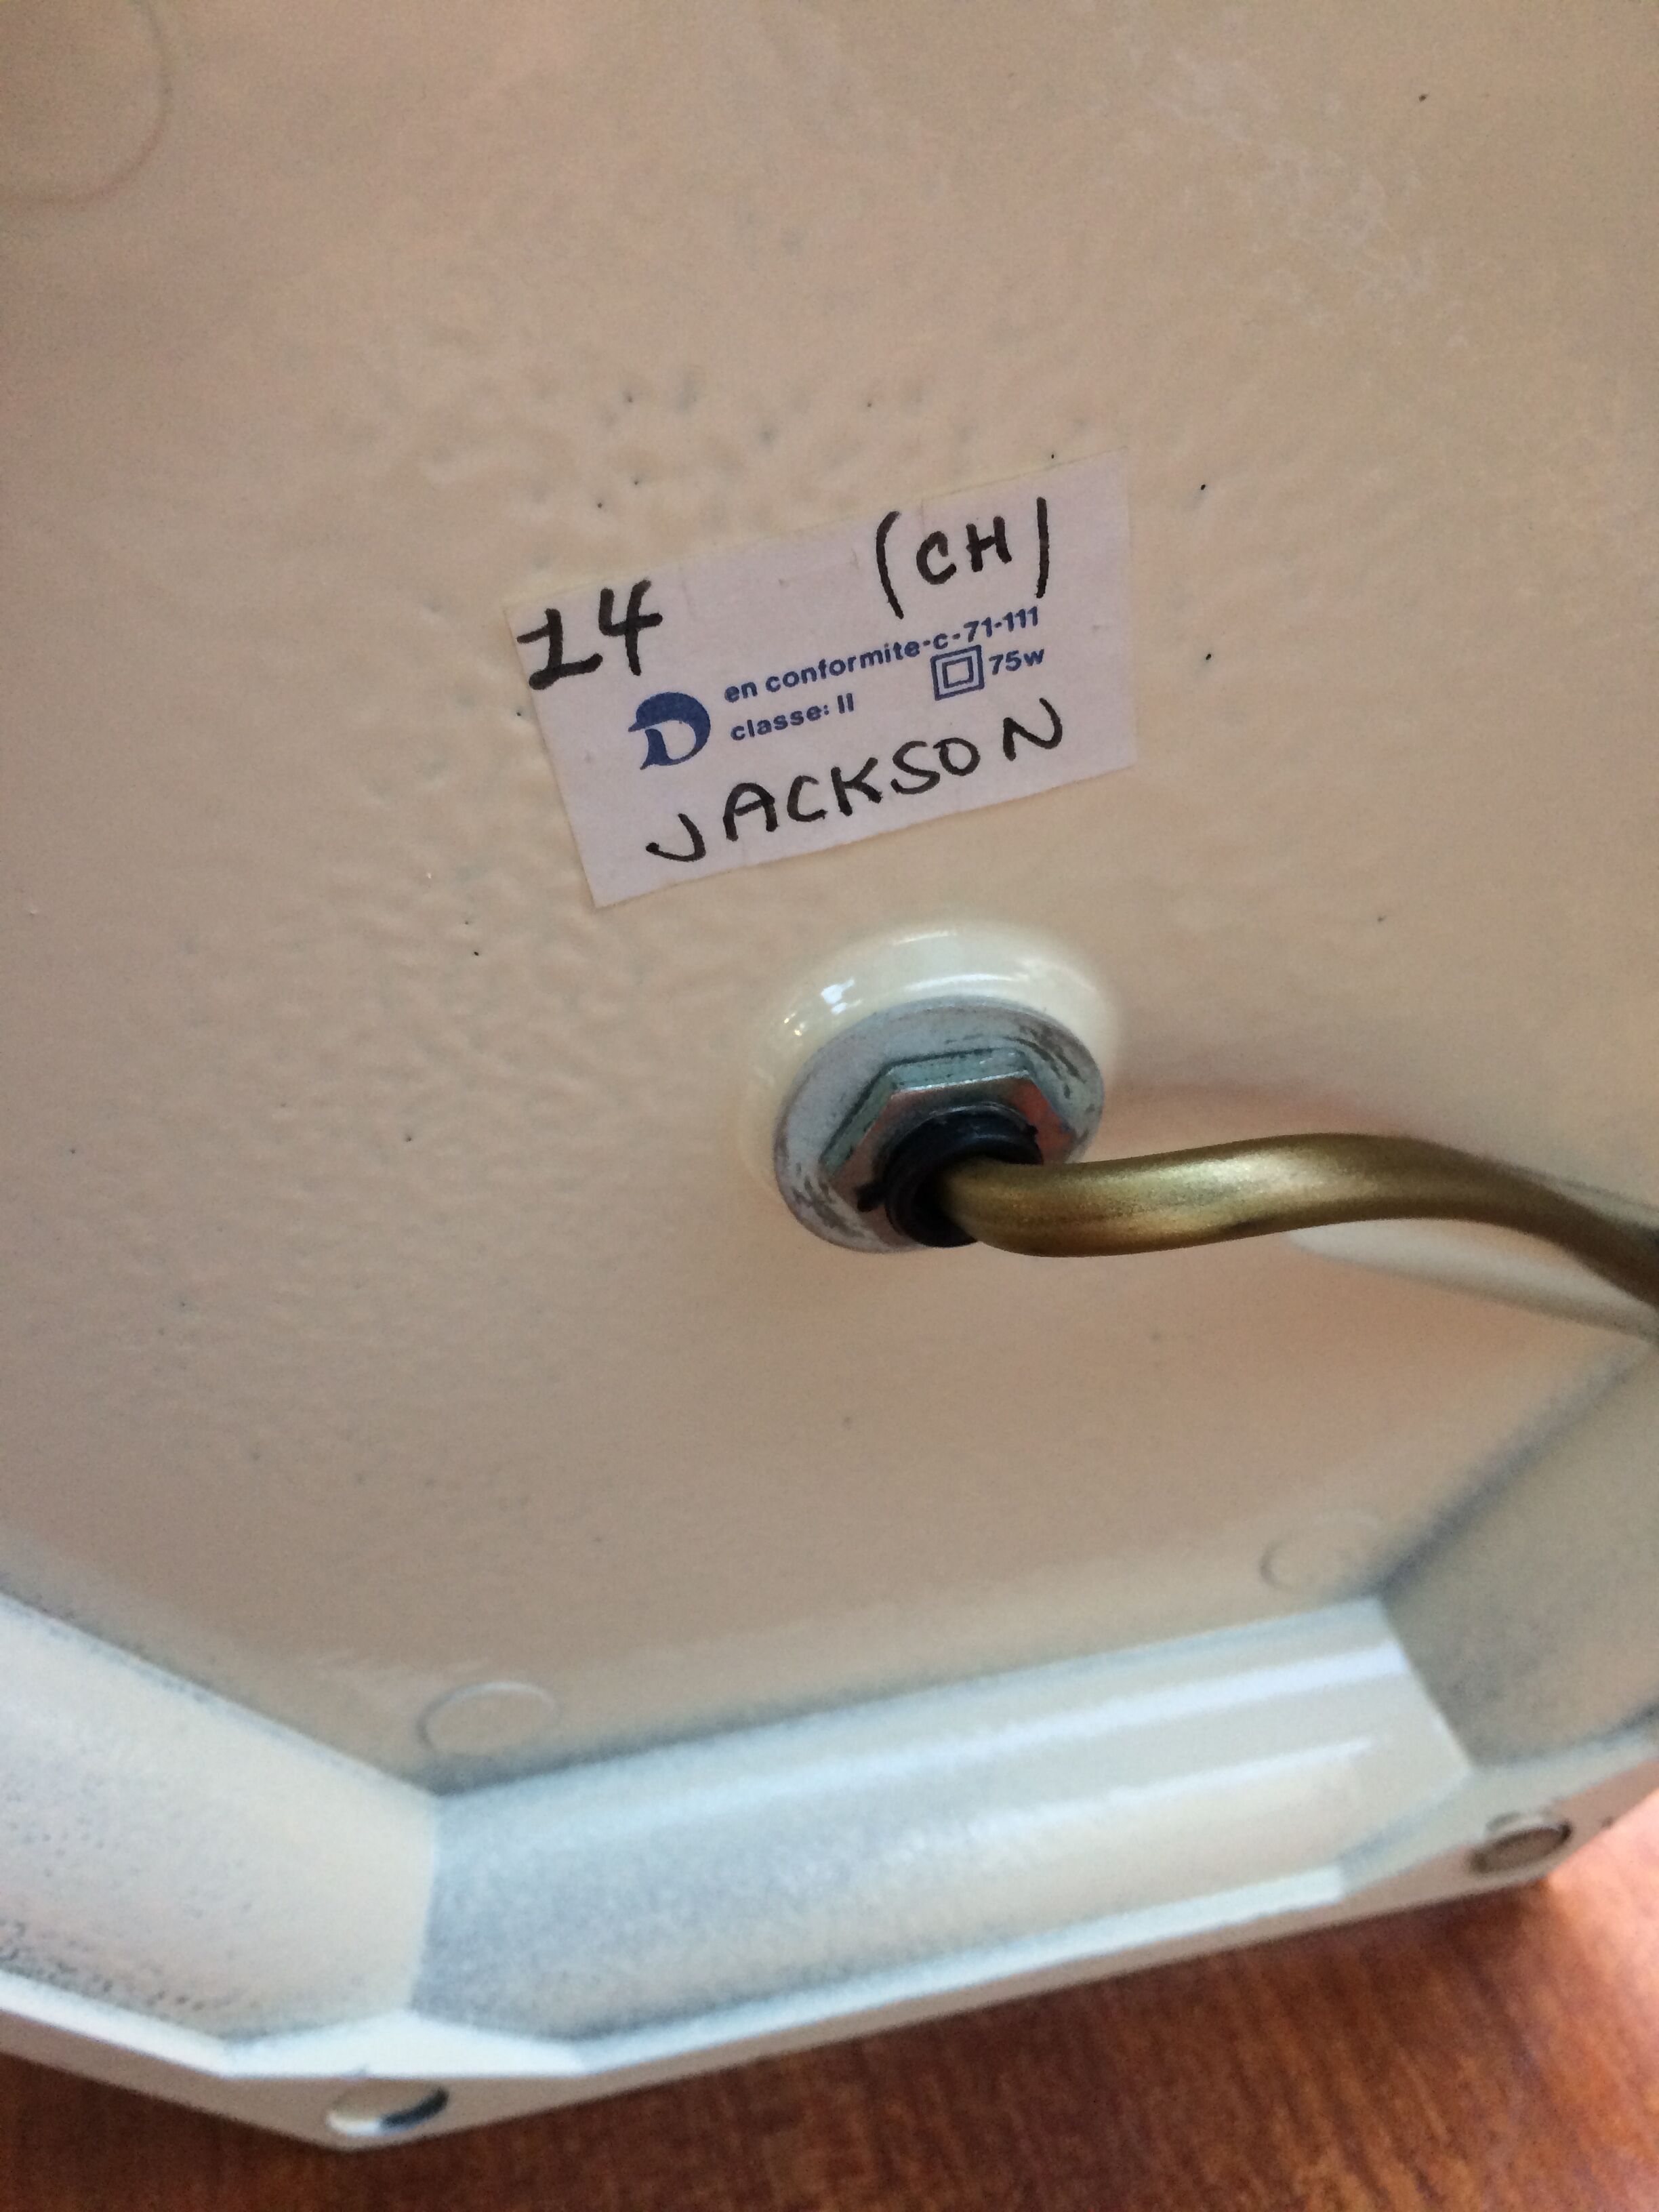 14 (CH)
en conformite-c-71-111
classe: II 75w
JACKSON